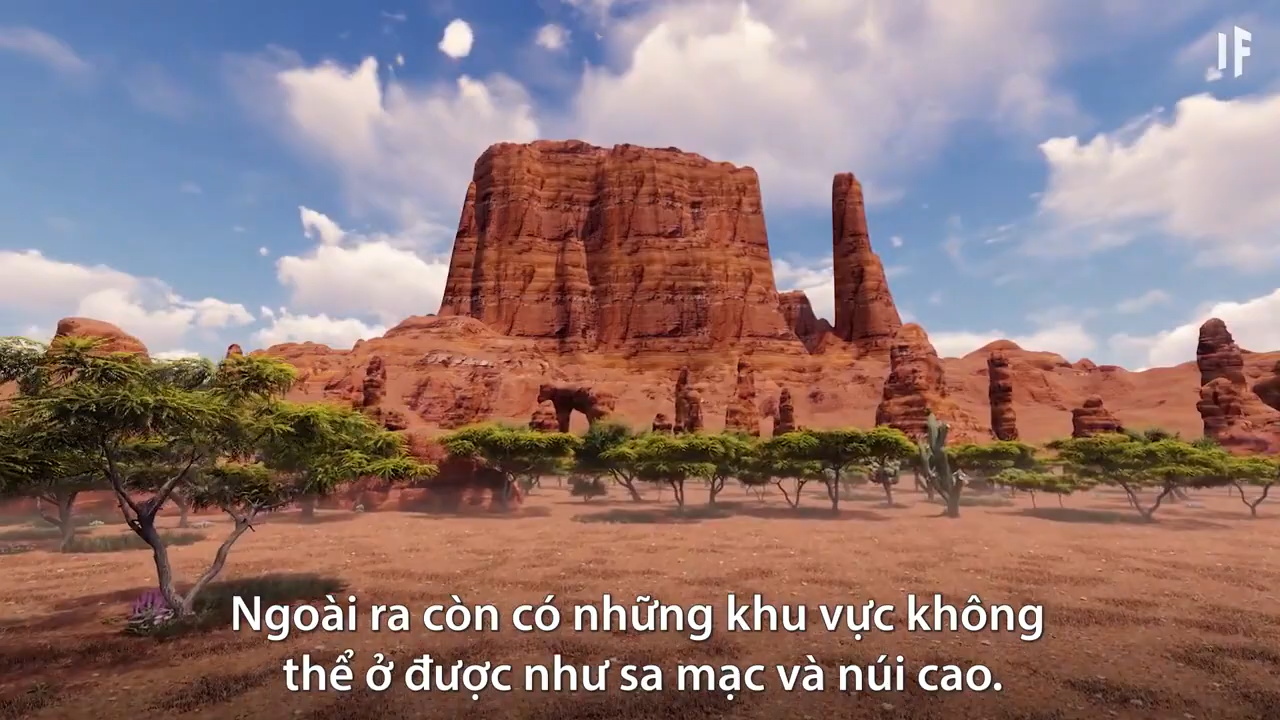 IF
Ngoài ra còn có những khu vực không
thể ở được như sa mạc và núi cao.